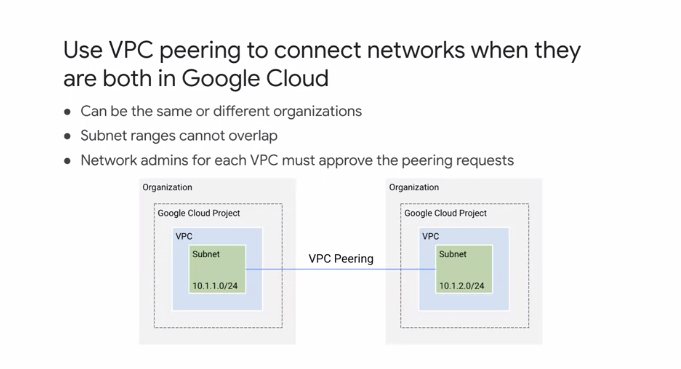 Use VPC peering to connect networks when they
are both in Google Cloud
● Can be the same or different organizations
● Subnet ranges cannot overlap
● Network admins for each VPC must approve the peering requests
Organization
Google Cloud Project
VPC
Subnet
10.1.1.0/24
VPC Peering
Organization
Google Cloud Project
VPC
Subnet
10.1.2.0/24